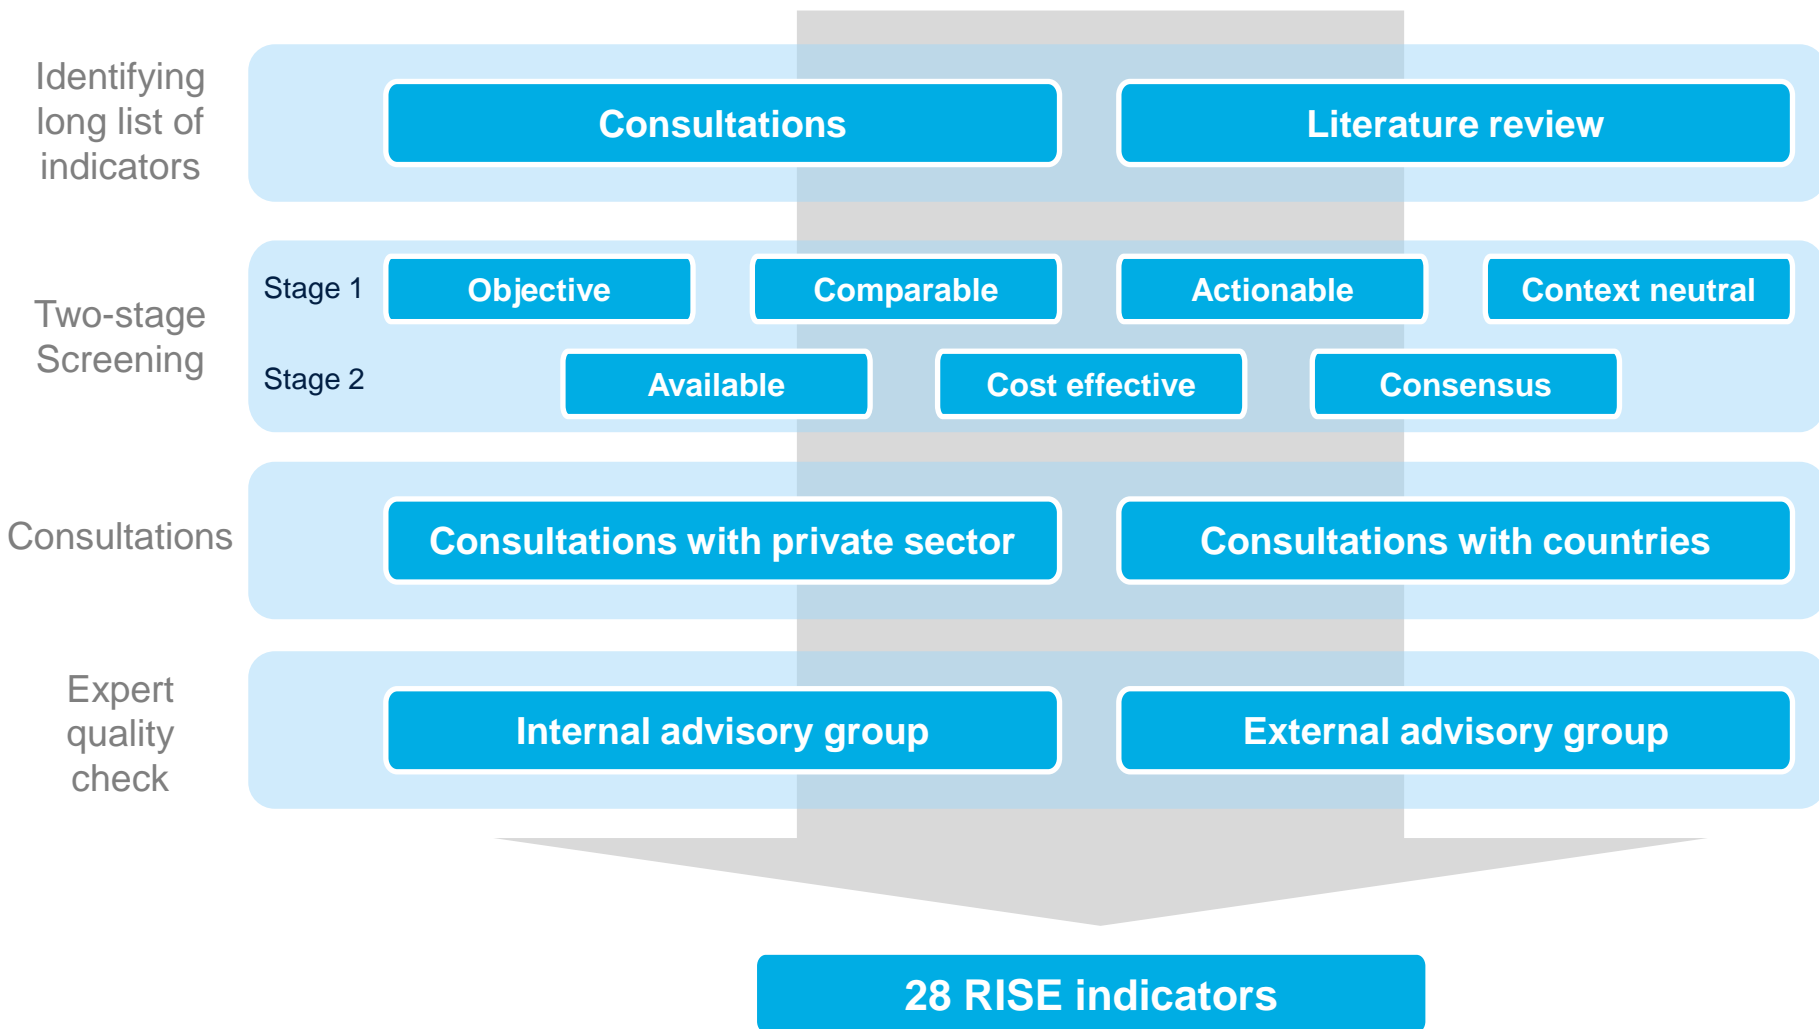 Identifying
long list of
indicators
Consultations
Literature review
Two-stage
Screening
Stage 1
Objective
Comparable
Actionable
Context neutral
Stage 2
Available
Cost effective
Consensus
Consultations
Consultations with private sector
Consultations with countries
Expert
quality
check
Internal advisory group
External advisory group
28 RISE indicators